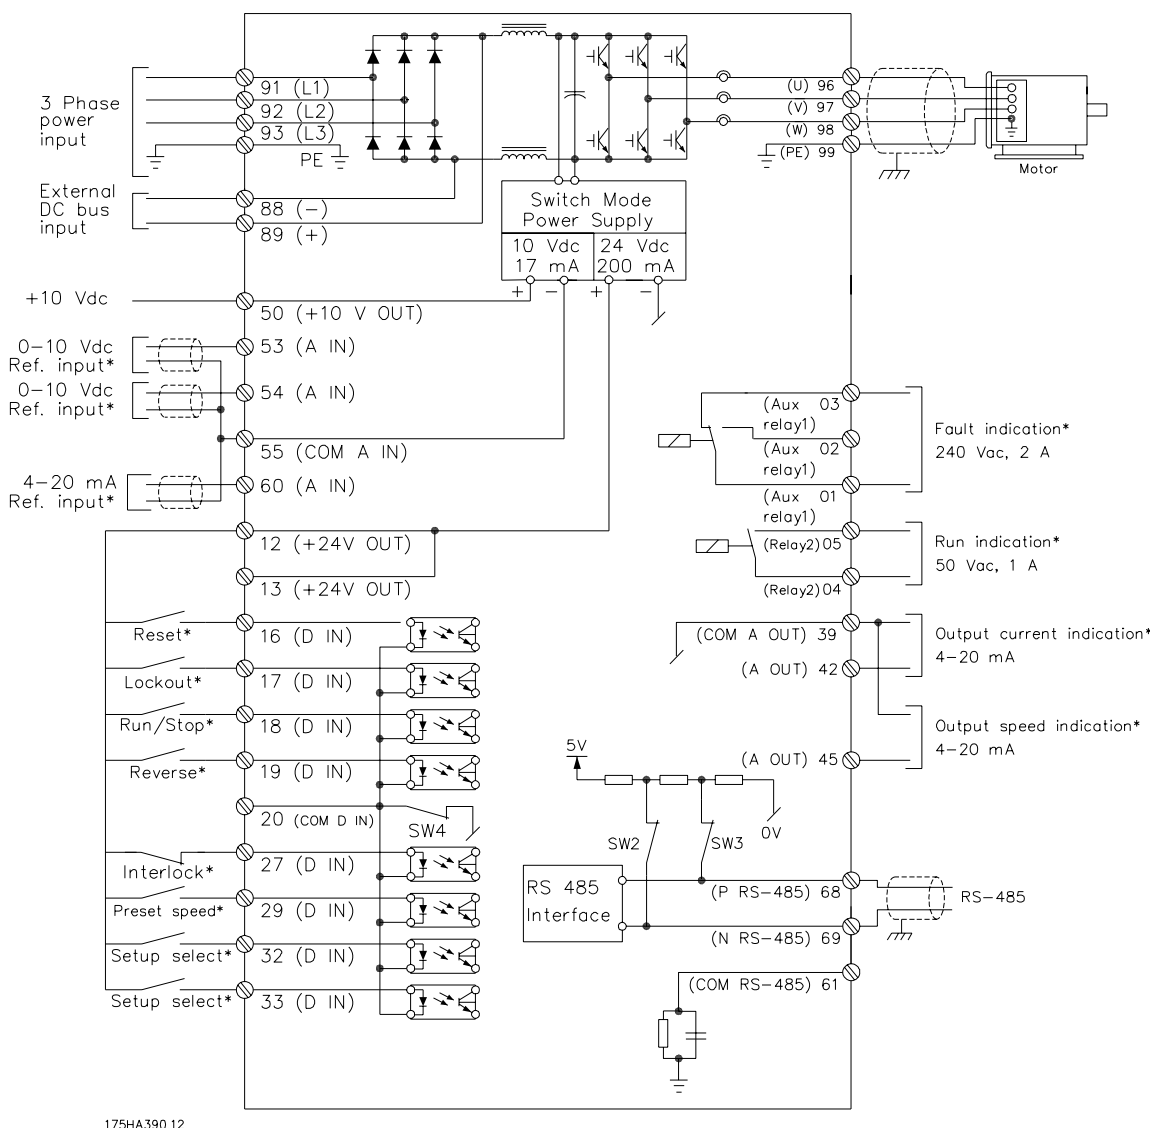 3 Phase
power
input
91 (L1)
92 (L2)
93 (L3)
PE
(U) 96
(V) 97
(W) 98
(PE) 99
Motor
External
DC bus
input
88 (−)
89 (+)
Switch Mode
Power Supply
10 Vdc
17 mA
24 Vdc
200 mA
+ − + −
+10 Vdc
50 (+10 V OUT)
0−10 Vdc
Ref. input*
53 (A IN)
0−10 Vdc
Ref. input*
54 (A IN)
55 (COM A IN)
4−20 mA
Ref. input*
60 (A IN)
12 (+24V OUT)
13 (+24V OUT)
Reset*
16 (D IN)
Lockout*
17 (D IN)
Run/Stop*
18 (D IN)
Reverse*
19 (D IN)
20 (COM D IN)
SW4
Interlock*
27 (D IN)
Preset speed*
29 (D IN)
Setup select*
32 (D IN)
Setup select*
33 (D IN)
(Aux 03
relay1)
(Aux 02
relay1)
(Aux 01
relay1)
Fault indication*
240 Vac, 2 A
(Relay2) 05
(Relay2) 04
Run indication*
50 Vac, 1 A
(COM A OUT) 39
(A OUT) 42
Output current indication*
4−20 mA
(A OUT) 45
Output speed indication*
4−20 mA
5V
0V
SW2
SW3
RS 485
Interface
(P RS−485) 68
(N RS−485) 69
RS−485
(COM RS−485) 61
175HA390.12